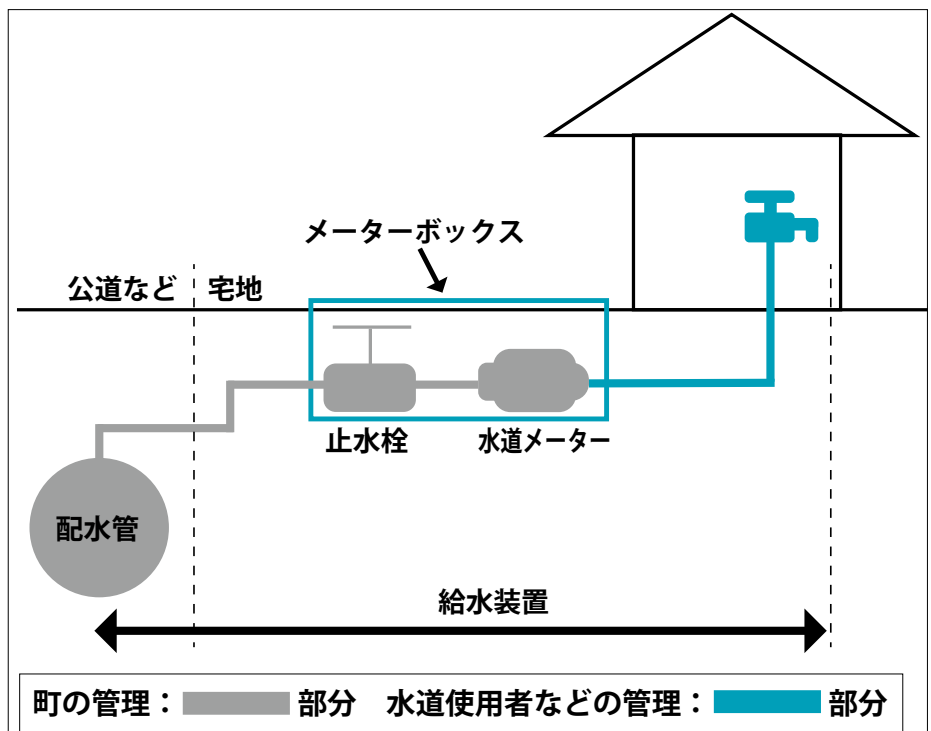 メーターボックス
公道など 宅地
止水栓 水道メーター
配水管
給水装置
町の管理： 部分 水道使用者などの管理： 部分